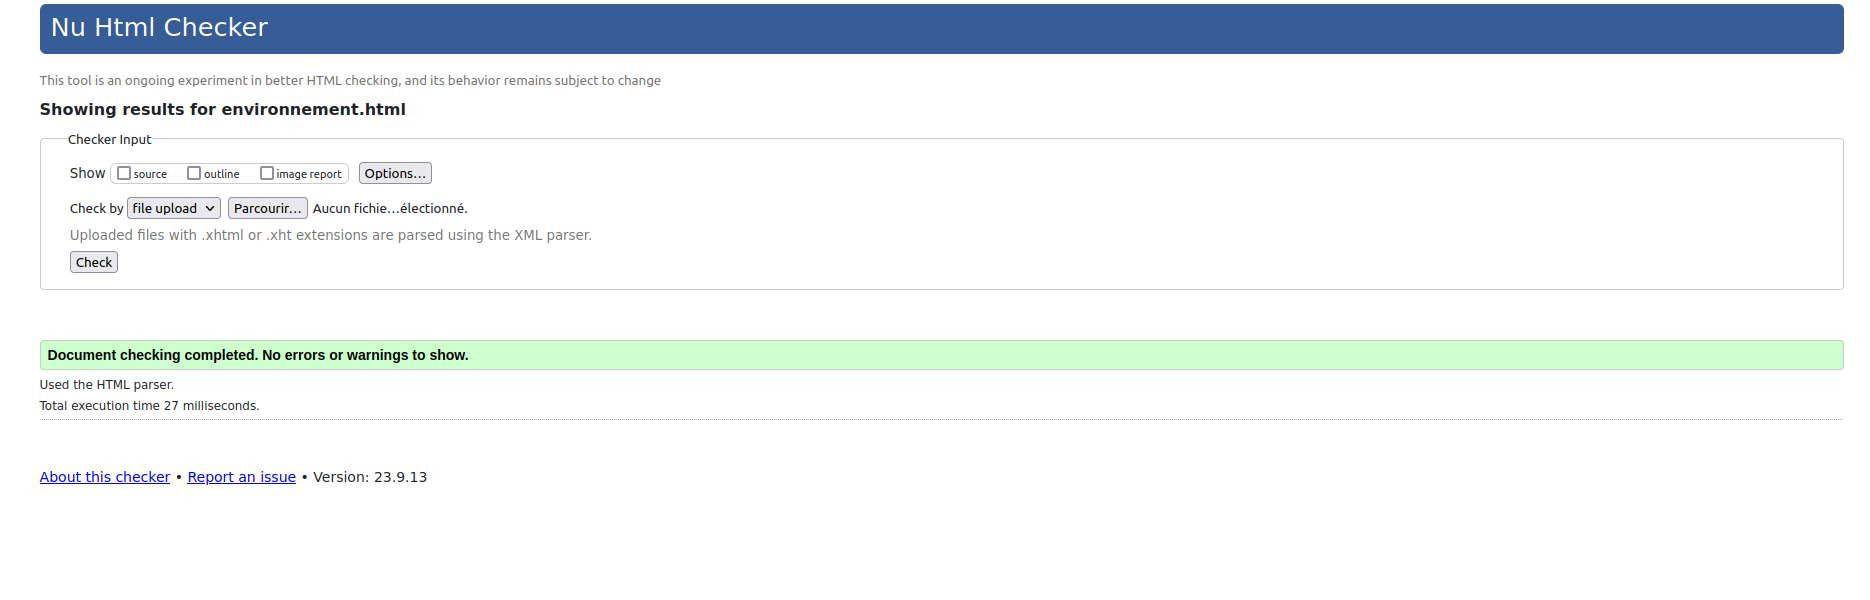 Nu Html Checker
This tool is an ongoing experiment in better HTML checking, and its behavior remains subject to change
Showing results for environnement.html
Checker Input
Show source outline image report Options...
Check by file upload Parcourir... Aucun fichie...électionné.
Uploaded files with .xhtml or .xht extensions are parsed using the XML parser.
Check
Document checking completed. No errors or warnings to show.
Used the HTML parser.
Total execution time 27 milliseconds.
About this checker • Report an issue • Version: 23.9.13